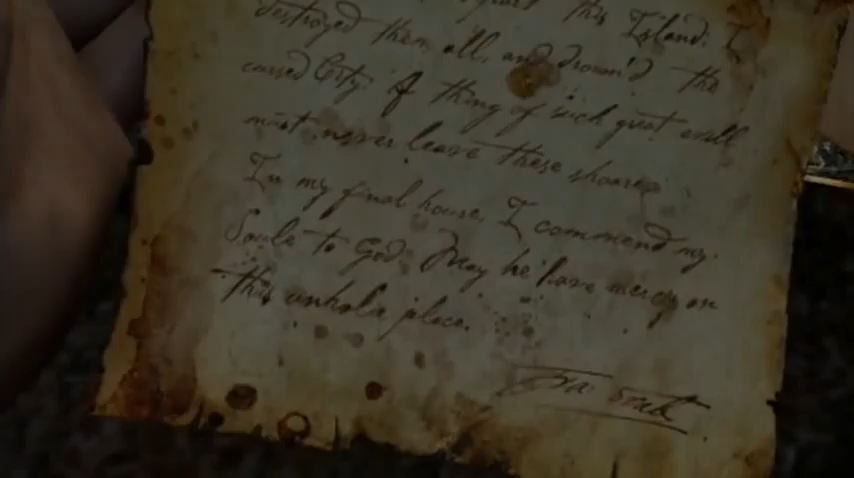 this Island. I
destroyed them all, and drown'd the
cursed City. A thing of such great evill
must never leave these shoares
In my final houre, I commend my
Soule to God. May he have mercy on
this unholie place.